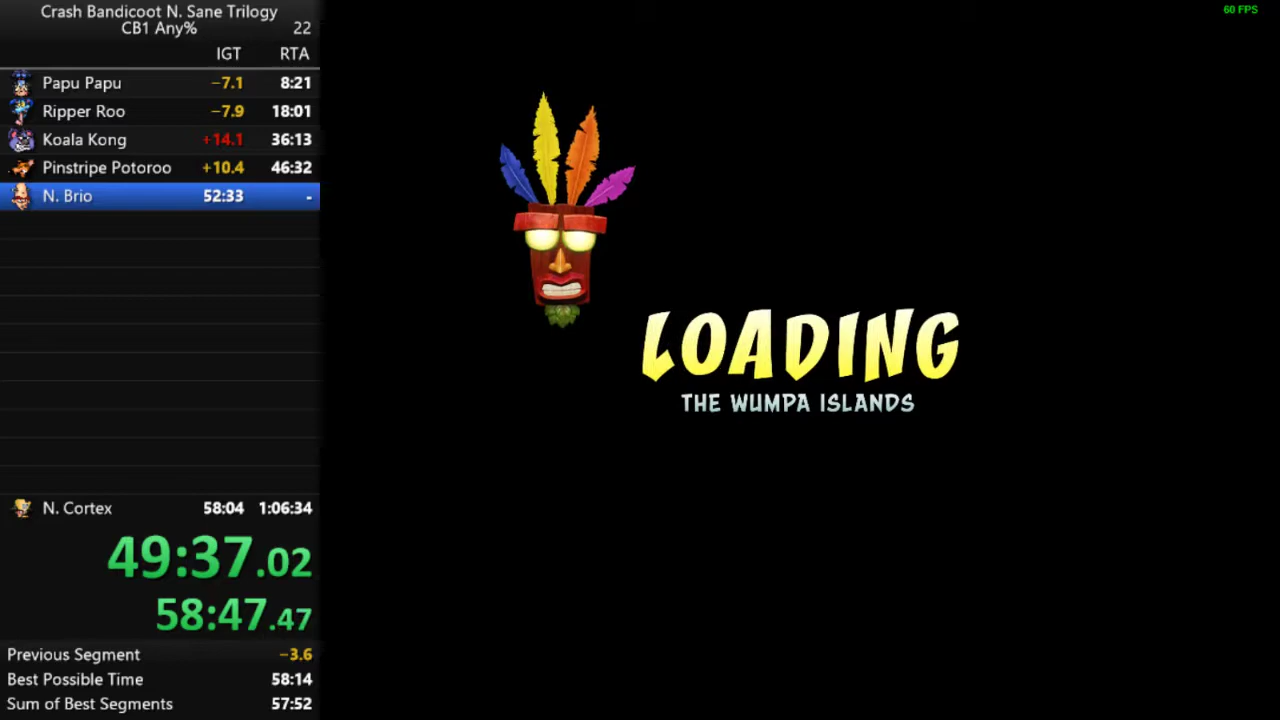 Crash Bandicoot N. Sane Trilogy
CB1 Any% 22
IGT RTA
Papu Papu −7.1 8:21
Ripper Roo −7.9 18:01
Koala Kong +14.1 36:13
Pinstripe Potoroo +10.4 46:32
N. Brio 52:33 -
N. Cortex 58:04 1:06:34
49:37.02
58:47.47
Previous Segment −3.6
Best Possible Time 58:14
Sum of Best Segments 57:52
60 FPS
LOADING
THE WUMPA ISLANDS